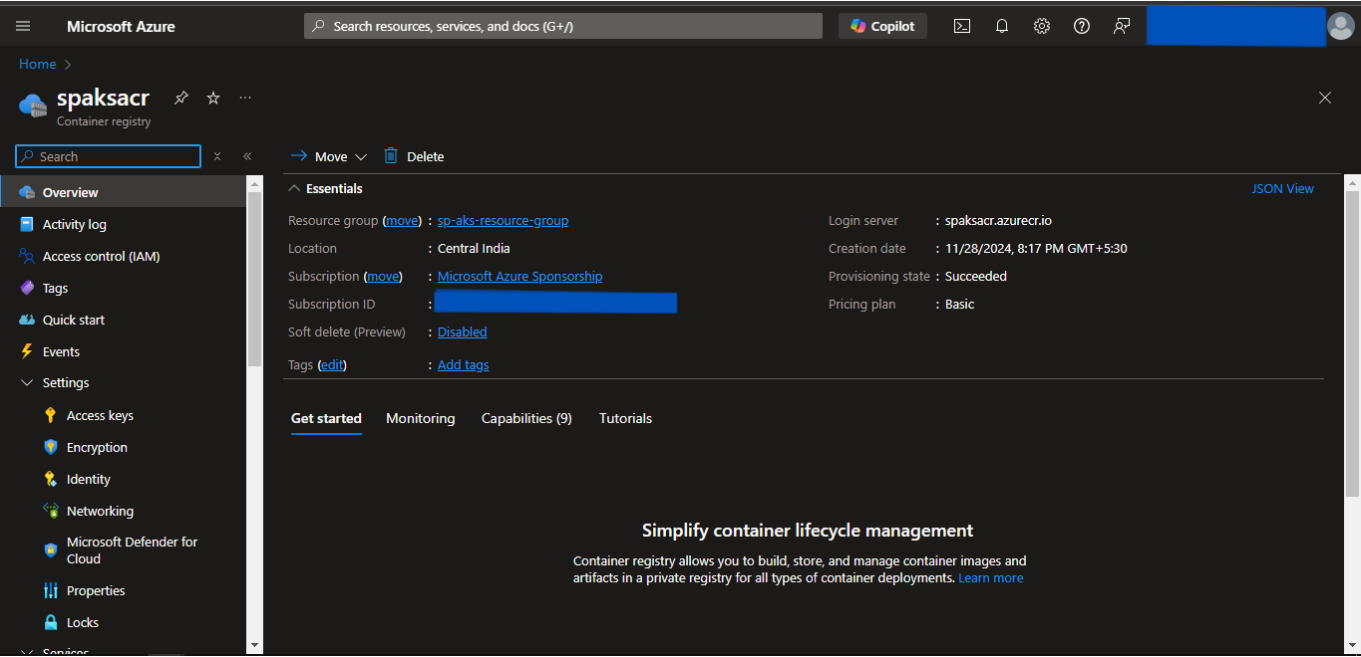 Microsoft Azure
Search resources, services, and docs (G+/)
Copilot
Home >
spaksacr
Container registry
Search
Move
Delete
Overview
Activity log
Access control (IAM)
Tags
Quick start
Events
Settings
Access keys
Encryption
Identity
Networking
Microsoft Defender for
Cloud
Properties
Locks
Services
Essentials
JSON View
Resource group (move) : sp-aks-resource-group
Location : Central India
Subscription (move) : Microsoft Azure Sponsorship
Subscription ID :
Soft delete (Preview) : Disabled
Tags (edit) : Add tags
Login server : spaksacr.azurecr.io
Creation date : 11/28/2024, 8:17 PM GMT+5:30
Provisioning state : Succeeded
Pricing plan : Basic
Get started Monitoring Capabilities (9) Tutorials
Simplify container lifecycle management
Container registry allows you to build, store, and manage container images and
artifacts in a private registry for all types of container deployments. Learn more